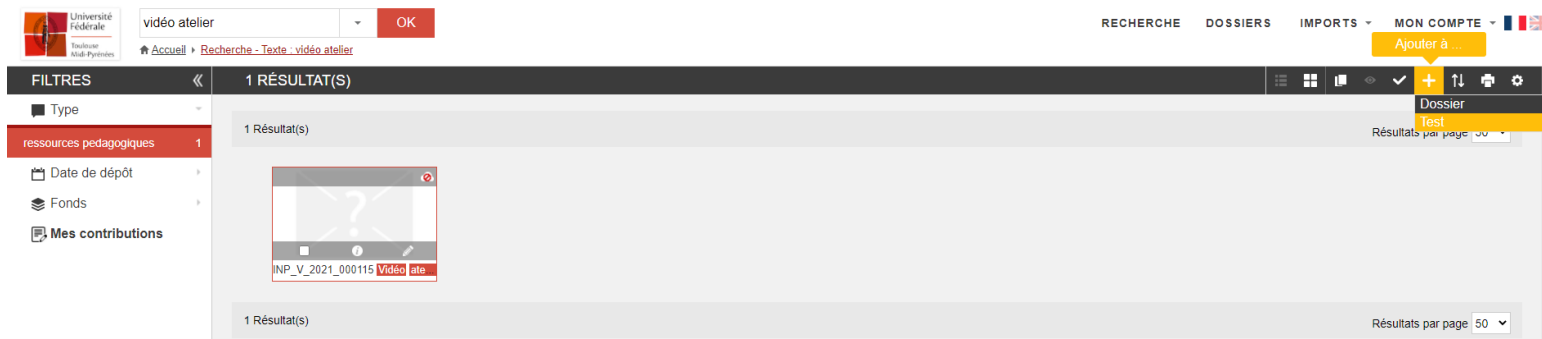 Université
Fédérale
Toulouse
Midi-Pyrénées
vidéo atelier
OK
Accueil
Recherche - Texte : vidéo atelier
RECHERCHE DOSSIERS IMPORTS MON COMPTE
Ajouter à ...
FILTRES
1 RÉSULTAT(S)
Dossier
Test
Type
ressources pedagogiques 1
Date de dépôt
Fonds
Mes contributions
1 Résultat(s)
Résultats par page 50
INP_V_2021_000115 Vidéo ate...
1 Résultat(s)
Résultats par page 50